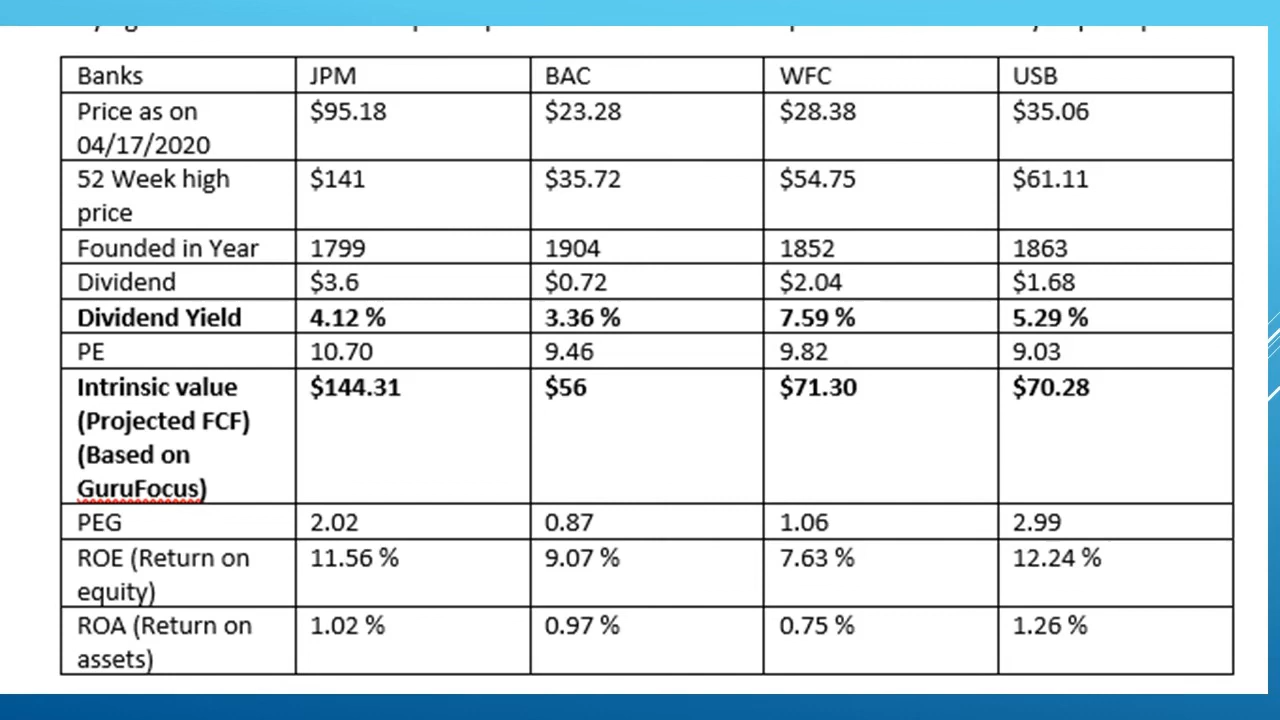 Banks JPM BAC WFC USB
Price as on $95.18 $23.28 $28.38 $35.06
04/17/2020
52 Week high $141 $35.72 $54.75 $61.11
price
Founded in Year 1799 1904 1852 1863
Dividend $3.6 $0.72 $2.04 $1.68
Dividend Yield 4.12 % 3.36 % 7.59 % 5.29 %
PE 10.70 9.46 9.82 9.03
Intrinsic value $144.31 $56 $71.30 $70.28
(Projected FCF)
(Based on
GuruFocus)
PEG 2.02 0.87 1.06 2.99
ROE (Return on 11.56 % 9.07 % 7.63 % 12.24 %
equity)
ROA (Return on 1.02 % 0.97 % 0.75 % 1.26 %
assets)